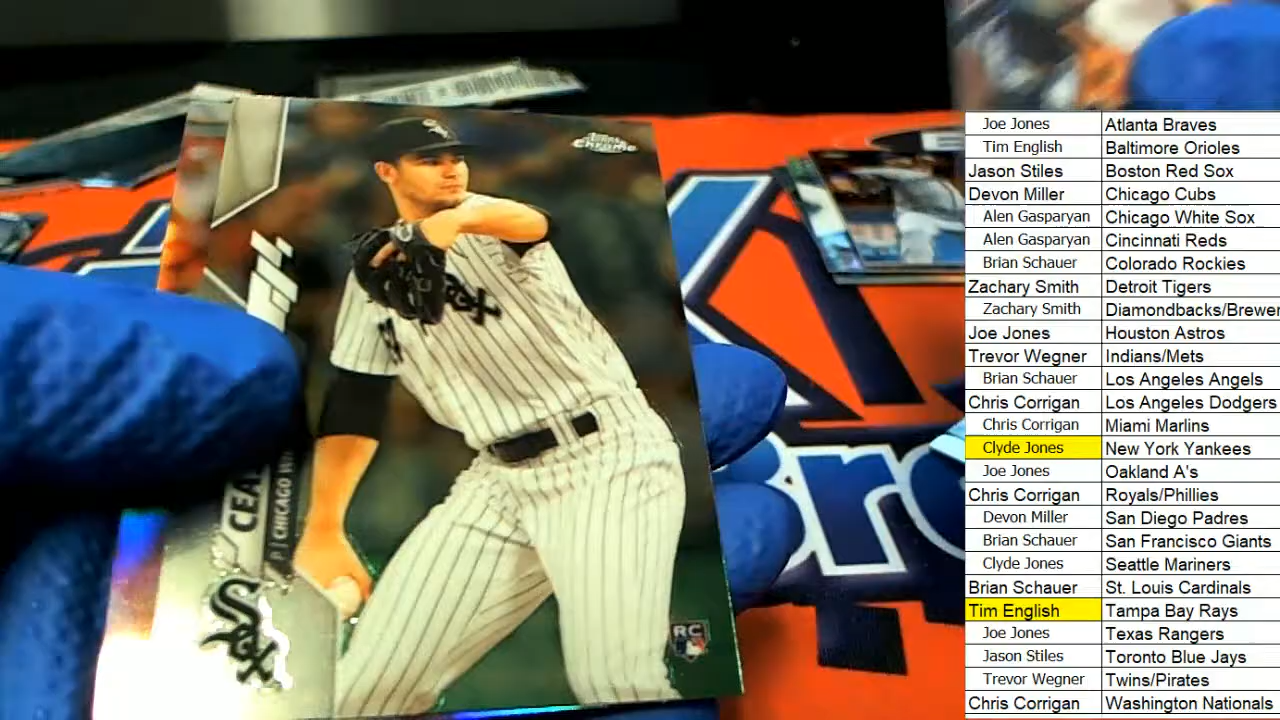 Topps
Chrome
CEA
P | CHICAGO W
Sox
Sox
RC
Joe Jones Atlanta Braves
Tim English Baltimore Orioles
Jason Stiles Boston Red Sox
Devon Miller Chicago Cubs
Alen Gasparyan Chicago White Sox
Alen Gasparyan Cincinnati Reds
Brian Schauer Colorado Rockies
Zachary Smith Detroit Tigers
Zachary Smith Diamondbacks/Brewer
Joe Jones Houston Astros
Trevor Wegner Indians/Mets
Brian Schauer Los Angeles Angels
Chris Corrigan Los Angeles Dodgers
Chris Corrigan Miami Marlins
Clyde Jones New York Yankees
Joe Jones Oakland A's
Chris Corrigan Royals/Phillies
Devon Miller San Diego Padres
Brian Schauer San Francisco Giants
Clyde Jones Seattle Mariners
Brian Schauer St. Louis Cardinals
Tim English Tampa Bay Rays
Joe Jones Texas Rangers
Jason Stiles Toronto Blue Jays
Trevor Wegner Twins/Pirates
Chris Corrigan Washington Nationals